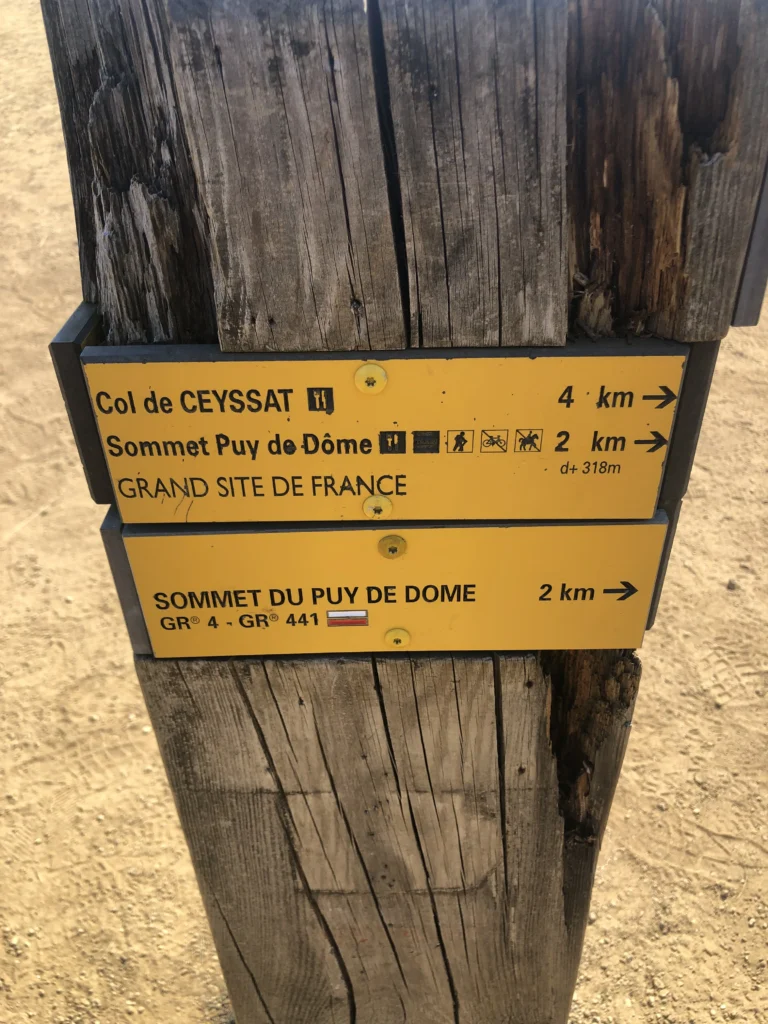 Col de CEYSSAT 4 km →
Sommet Puy de Dôme 2 km →
d+ 318m
GRAND SITE DE FRANCE
SOMMET DU PUY DE DOME 2 km →
GR® 4 - GR® 441